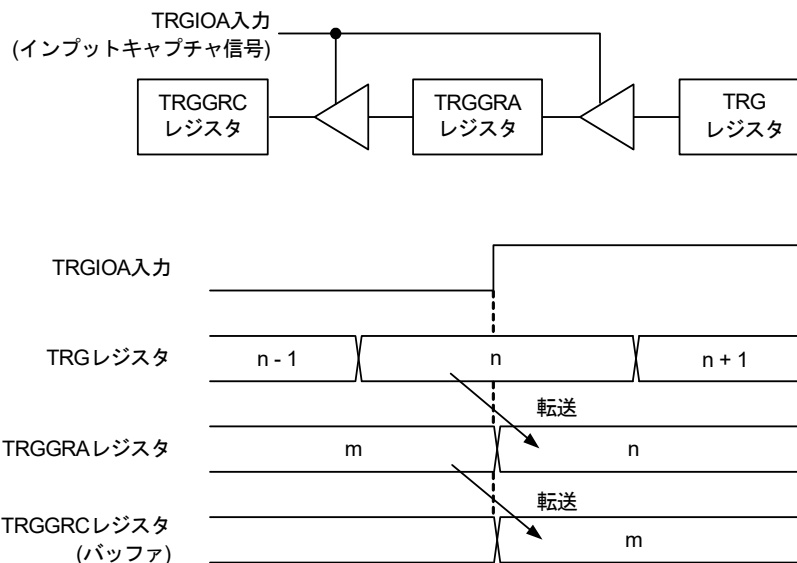 TRGIOA入力
(インプットキャプチャ信号)
TRGGRC
レジスタ
TRGGRA
レジスタ
TRG
レジスタ
TRGIOA入力
TRGレジスタ
n - 1
n
n + 1
転送
TRGGRAレジスタ
m
n
転送
TRGGRCレジスタ
(バッファ)
m